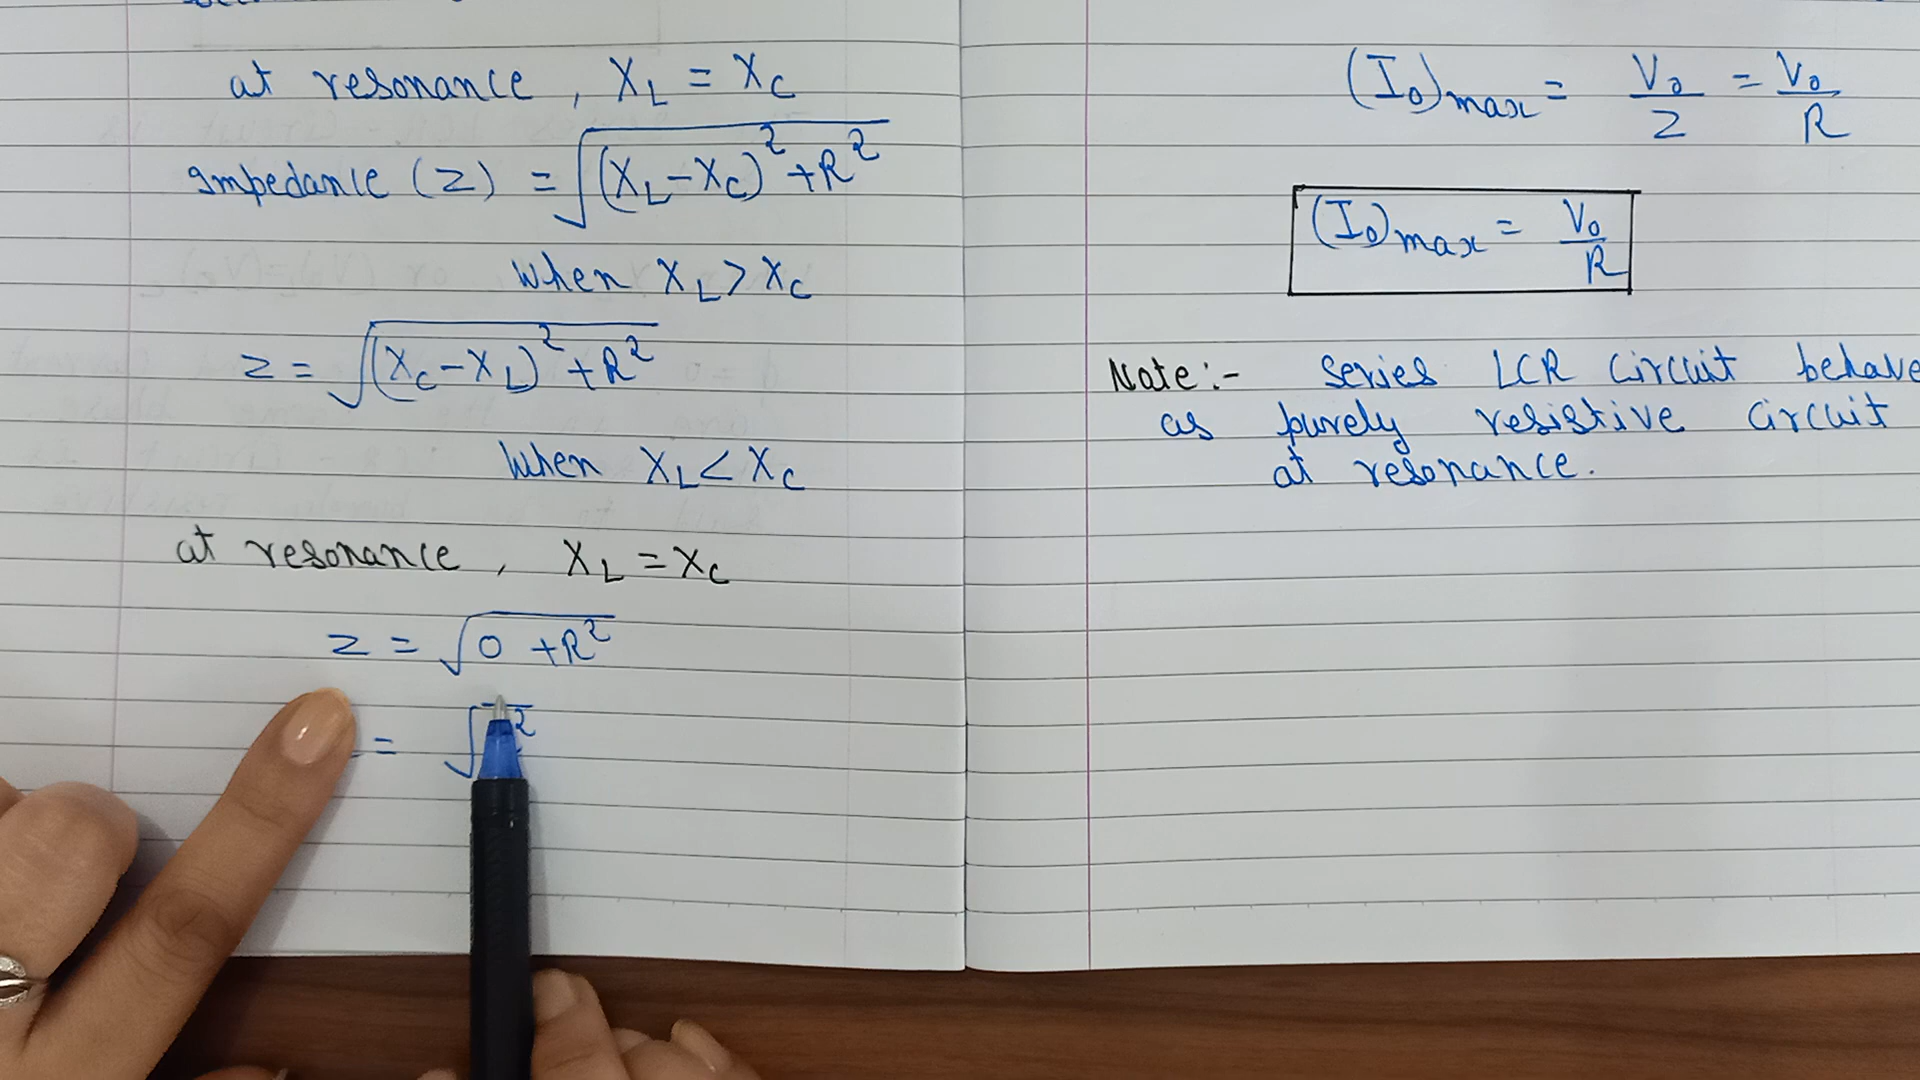 at resonance, X_L = X_C
Impedance (Z) = √((X_L-X_C)² + R²)
When X_L > X_C
Z = √((X_C-X_L)² + R²)
When X_L < X_C
at resonance, X_L = X_C
Z = √(0 + R²)
= √ ²
(I₀)max = V₀/Z = V₀/R
(I₀)max = V₀/R
Note:- Series LCR Circuit behave
as purely resistive circuit
at resonance.